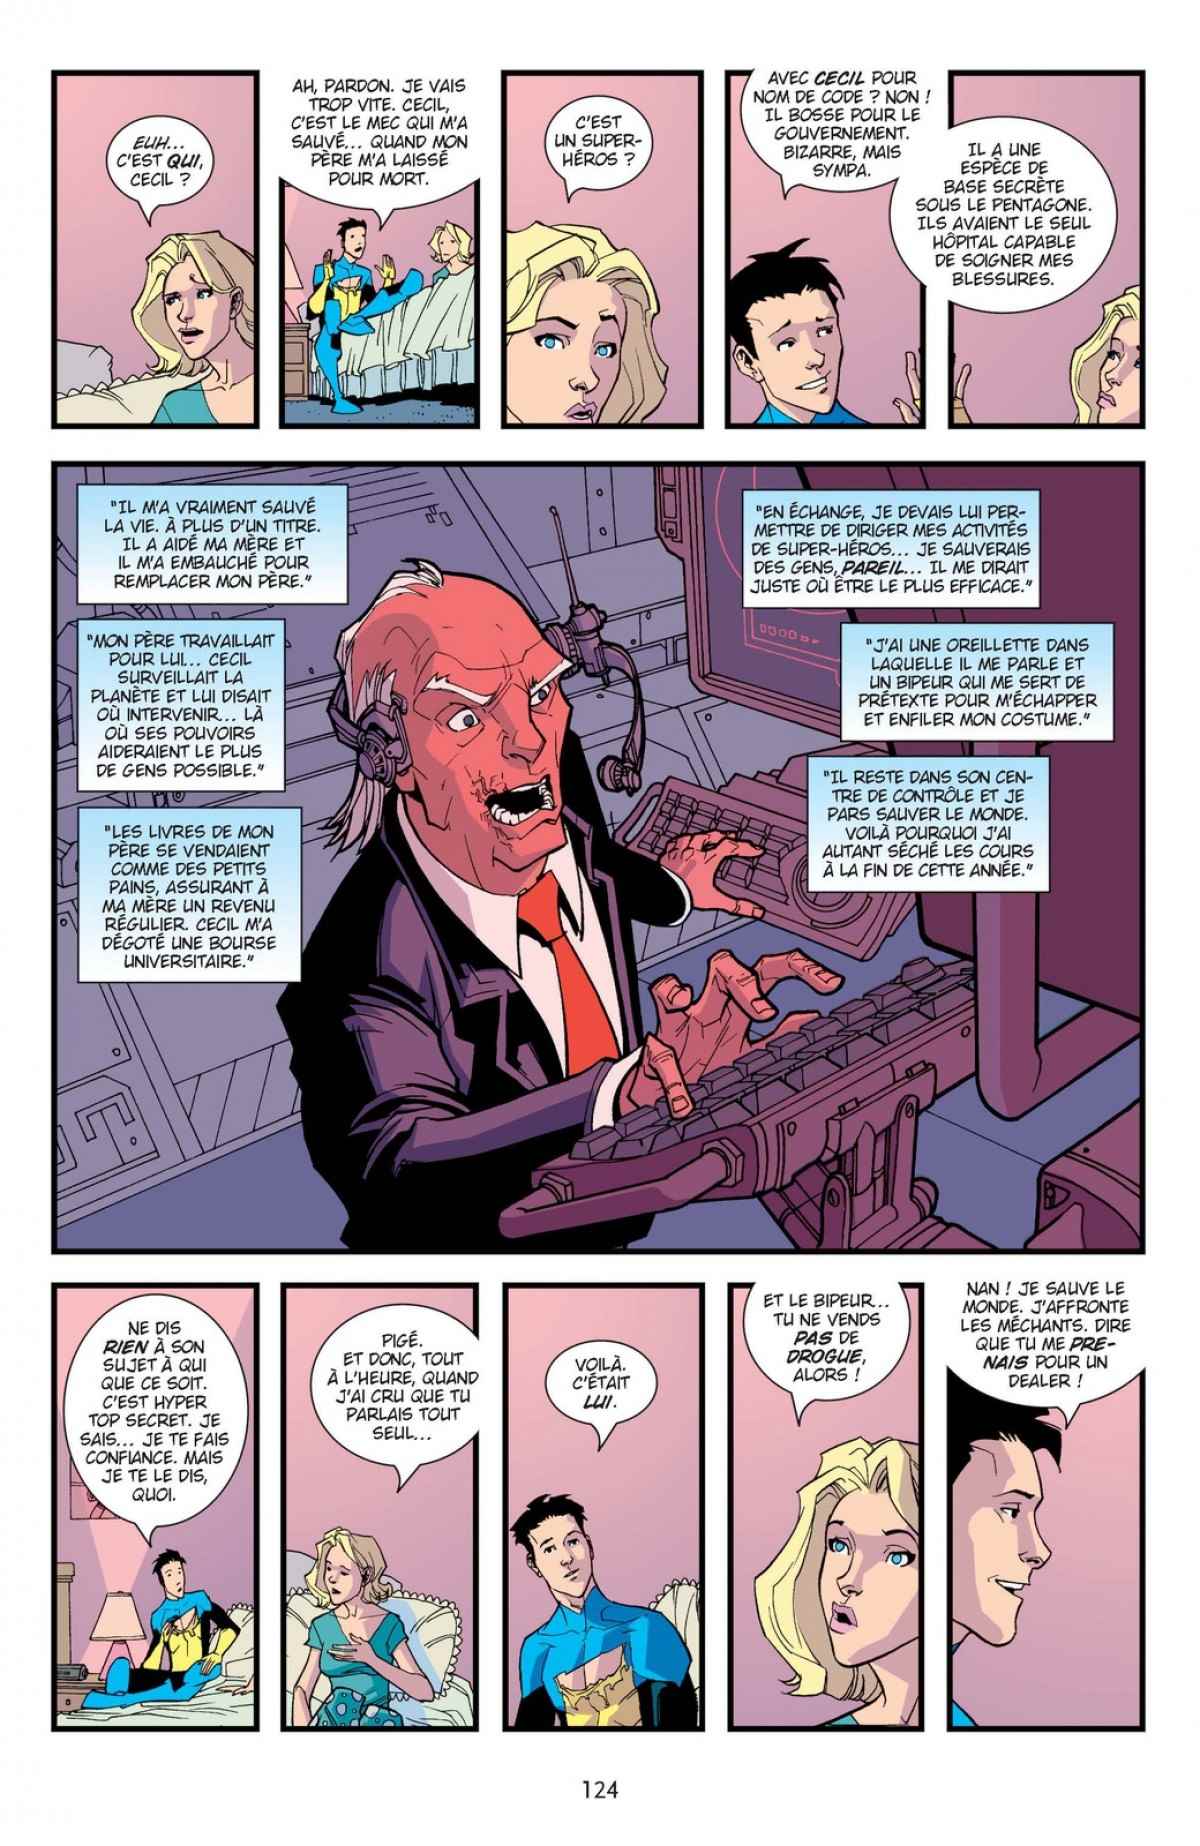 EUH...
C'EST QUI,
CECIL ?
AH, PARDON. JE VAIS
TROP VITE. CECIL,
C'EST LE MEC QUI M'A
SAUVÉ... QUAND MON
PÈRE M'A LAISSÉ
POUR MORT.
C'EST
UN SUPER-
HÉROS ?
AVEC CECIL POUR
NOM DE CODE ? NON !
IL BOSSE POUR LE
GOUVERNEMENT.
BIZARRE, MAIS
SYMPA.
IL A UNE
ESPÈCE DE
BASE SECRÈTE
SOUS LE PENTAGONE.
ILS AVAIENT LE SEUL
HÔPITAL CAPABLE
DE SOIGNER MES
BLESSURES.
"IL M'A VRAIMENT SAUVÉ
LA VIE. À PLUS D'UN TITRE.
IL A AIDÉ MA MÈRE ET
IL M'A EMBAUCHÉ POUR
REMPLACER MON PÈRE."
"MON PÈRE TRAVAILLAIT
POUR LUI... CECIL
SURVEILLAIT LA
PLANÈTE ET LUI DISAIT
OÙ INTERVENIR... LÀ
OÙ SES POUVOIRS
AIDERAIENT LE PLUS
DE GENS POSSIBLE."
"LES LIVRES DE MON
PÈRE SE VENDAIENT
COMME DES PETITS
PAINS, ASSURANT À
MA MÈRE UN REVENU
RÉGULIER. CECIL M'A
DÉGOTÉ UNE BOURSE
UNIVERSITAIRE."
"EN ÉCHANGE, JE DEVAIS LUI PER-
METTRE DE DIRIGER MES ACTIVITÉS
DE SUPER-HÉROS... JE SAUVERAIS
DES GENS, PAREIL... IL ME DIRAIT
JUSTE OÙ ÊTRE LE PLUS EFFICACE."
"J'AI UNE OREILLETTE DANS
LAQUELLE IL ME PARLE ET
UN BIPEUR QUI ME SERT DE
PRÉTEXTE POUR M'ÉCHAPPER
ET ENFILER MON COSTUME."
"IL RESTE DANS SON CEN-
TRE DE CONTRÔLE ET JE
PARS SAUVER LE MONDE.
VOILÀ POURQUOI J'AI
AUTANT SÉCHÉ LES COURS
À LA FIN DE CETTE ANNÉE."
NE DIS
RIEN À SON
SUJET À QUI
QUE CE SOIT.
C'EST HYPER
TOP SECRET. JE
SAIS... JE TE FAIS
CONFIANCE. MAIS
JE TE LE DIS,
QUOI.
PIGÉ.
ET DONC, TOUT
À L'HEURE, QUAND
J'AI CRU QUE TU
PARLAIS TOUT
SEUL...
VOILÀ.
C'ÉTAIT
LUI.
ET LE BIPEUR...
TU NE VENDS
PAS DE
DROGUE,
ALORS !
NAN ! JE SAUVE LE
MONDE. J'AFFRONTE
LES MÉCHANTS. DIRE
QUE TU ME PRE-
NAIS POUR UN
DEALER !
124